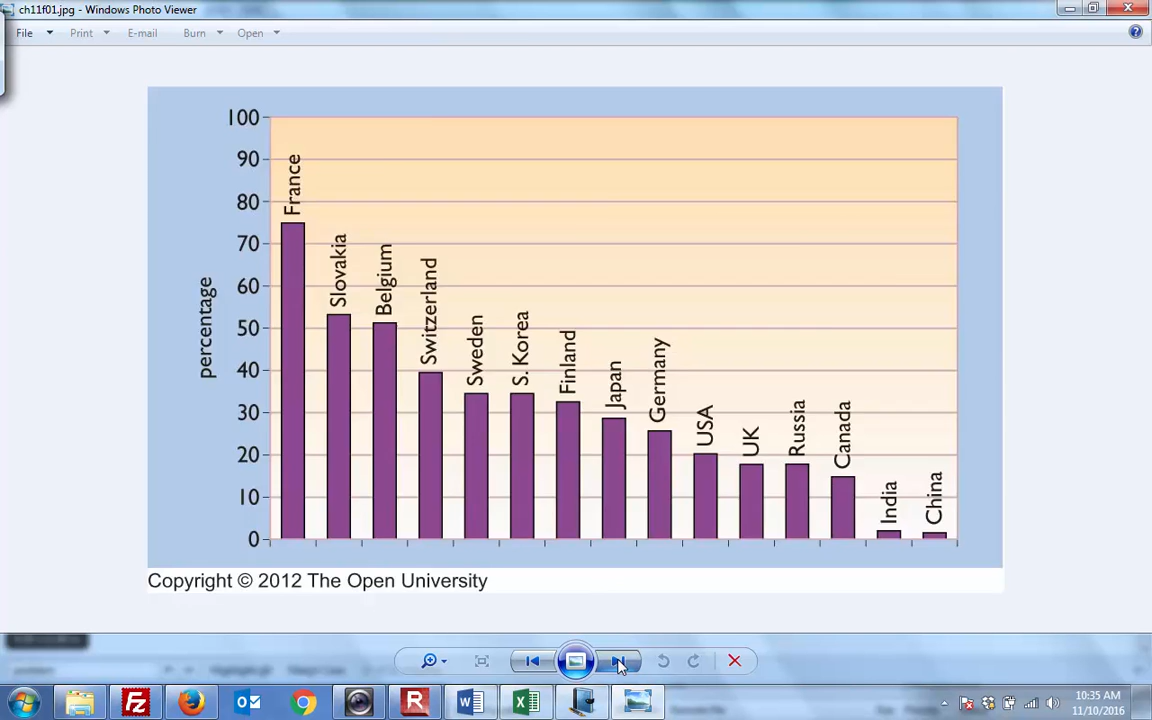 ch11f01.jpg - Windows Photo Viewer
File Print E-mail Burn Open
100
90
80
70
60
50
40
30
20
10
0
percentage
France
Slovakia
Belgium
Switzerland
Sweden
S. Korea
Finland
Japan
Germany
USA
UK
Russia
Canada
India
China
Copyright © 2012 The Open University
10:35 AM
11/10/2016